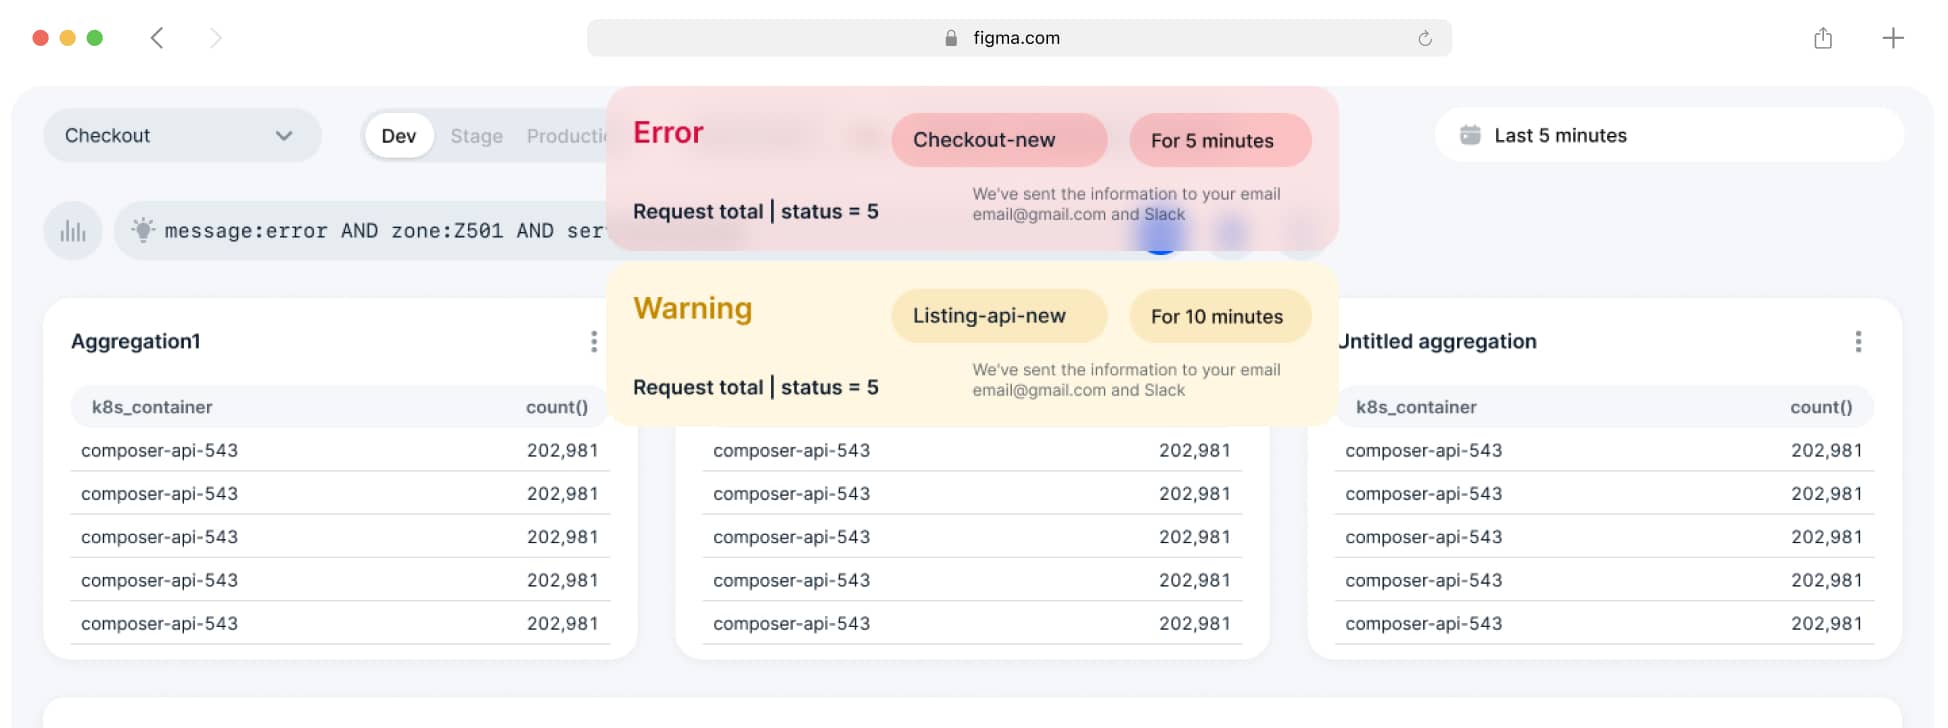 figma.com
Checkout
Dev Stage
Last 5 minutes
Error
Checkout-new
For 5 minutes
Request total | status = 5
We've sent the information to your email
email@gmail.com and Slack
message:error AND zone:Z501 AND
Warning
Listing-api-new
For 10 minutes
Request total | status = 5
We've sent the information to your email
email@gmail.com and Slack
Aggregation1
k8s_container count()
composer-api-543 202,981
composer-api-543 202,981
composer-api-543 202,981
composer-api-543 202,981
composer-api-543 202,981
composer-api-543 202,981
composer-api-543 202,981
composer-api-543 202,981
composer-api-543 202,981
composer-api-543 202,981
Untitled aggregation
k8s_container count()
composer-api-543 202,981
composer-api-543 202,981
composer-api-543 202,981
composer-api-543 202,981
composer-api-543 202,981